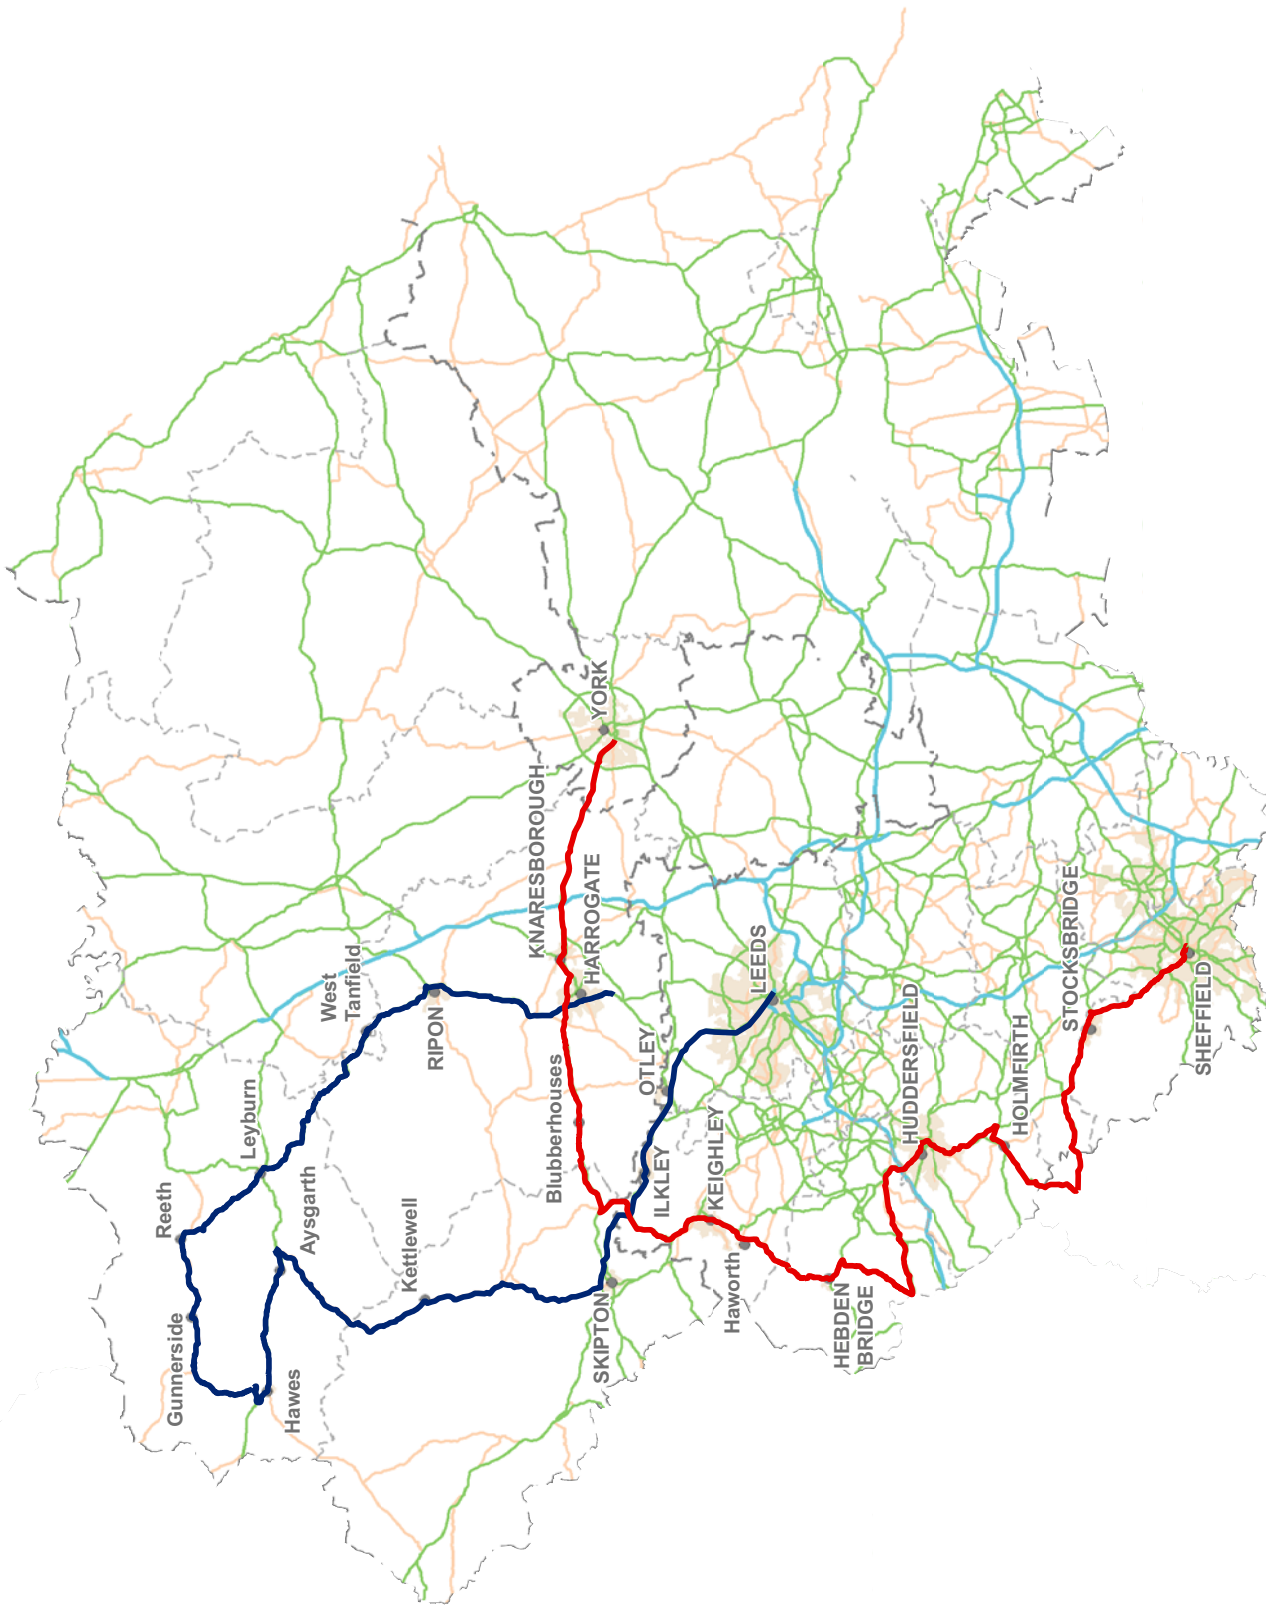 Reeth
Gunnerside
Leyburn
Aysgarth
Hawes
West
Tanfield
Kettlewell
RIPON
KNARESBOROUGH
YORK
HARROGATE
Blubberhouses
SKIPTON
OTLEY
ILKLEY
KEIGHLEY
Haworth
LEEDS
HEBDEN
BRIDGE
HUDDERSFIELD
HOLMFIRTH
STOCKSBRIDGE
SHEFFIELD